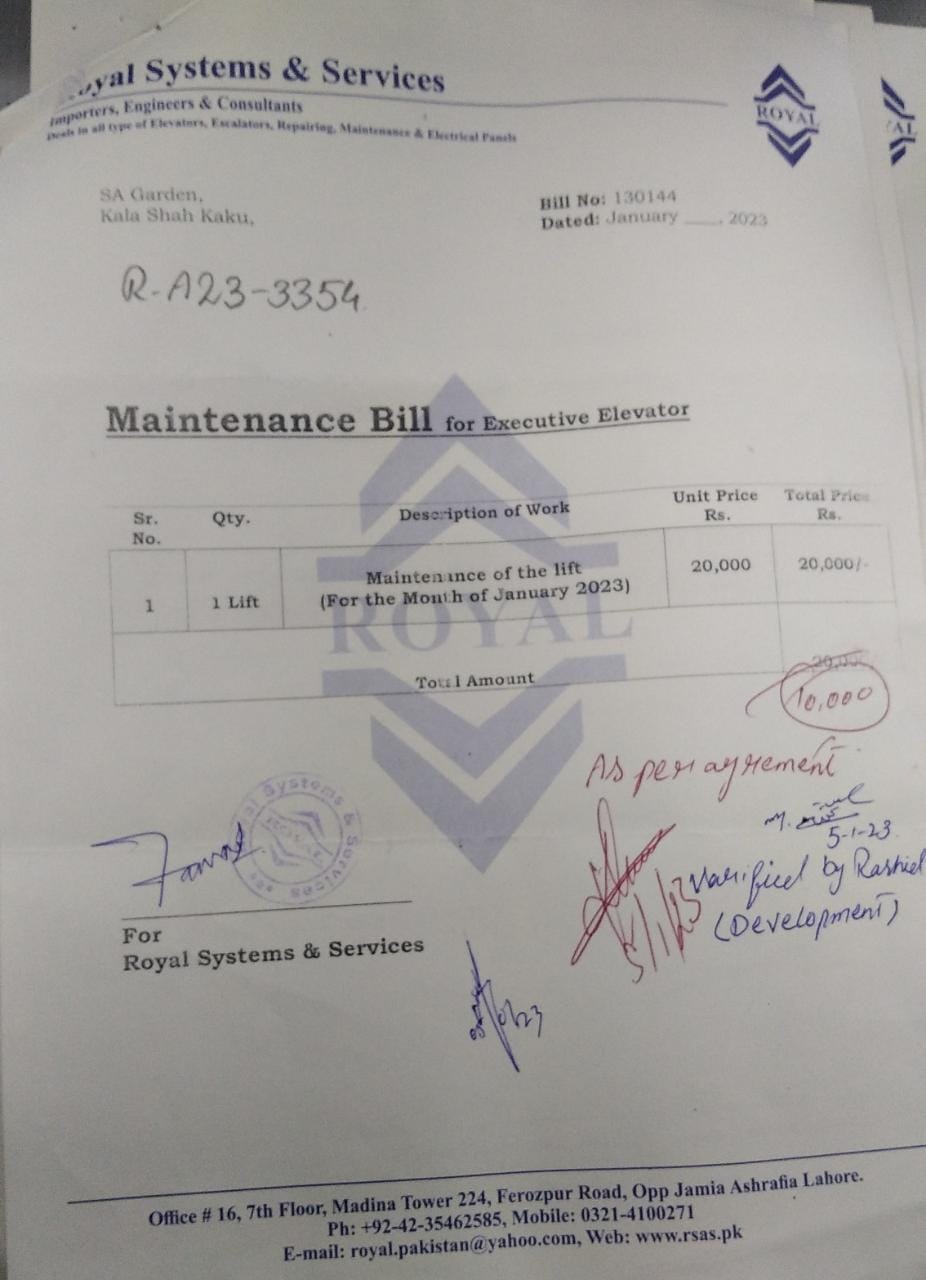 Royal Systems & Services
Importers, Engineers & Consultants
Deals in all type of Elevators, Escalators, Repairing, Maintenance & Electrical Panels
ROYAL
SA Garden,
Kala Shah Kaku,
Bill No: 130144
Dated: January ____, 2023
R-A23-3354
Maintenance Bill for Executive Elevator
Sr. No. Qty. Description of Work Unit Price Rs. Total Price Rs.
1 1 Lift Maintenance of the lift 20,000 20,000/-
(For the Month of January 2023)
Total Amount 20,000
10,000
ROYAL
As per agrement
5-1-23
5/1/23
Varified by Rashid
(Development)
Royal Systems & Services
For
Royal Systems & Services
Office # 16, 7th Floor, Madina Tower 224, Ferozpur Road, Opp Jamia Ashrafia Lahore.
Ph: +92-42-35462585, Mobile: 0321-4100271
E-mail: royal.pakistan@yahoo.com, Web: www.rsas.pk